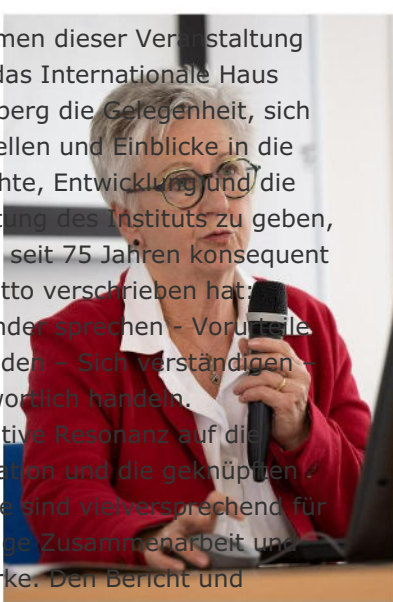 men dieser Veranstaltung
das Internationale Haus
berg die Gelegenheit, sich
ellen und Einblicke in die
hte, Entwicklung und die
tung des Instituts zu geben,
seit 75 Jahren konsequent
tto verschrieben hat:
nder sprechen - Vorurteile
den – Sich verständigen –
wortlich handeln.
tive Resonanz auf die
ation und die geknüpften
e sind vielversprechend für
ge Zusammenarbeit und
rke. Den Bericht und